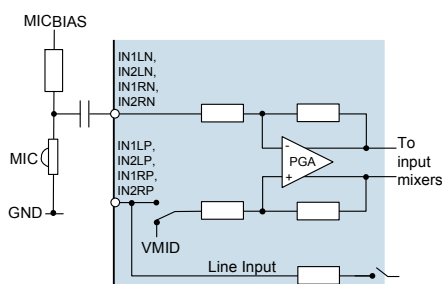 MICBIAS
IN1LN,
IN2LN,
IN1RN,
IN2RN
MIC
GND
IN1LP,
IN2LP,
IN1RP,
IN2RP
VMID
-
PGA
+
To
input
mixers
Line Input